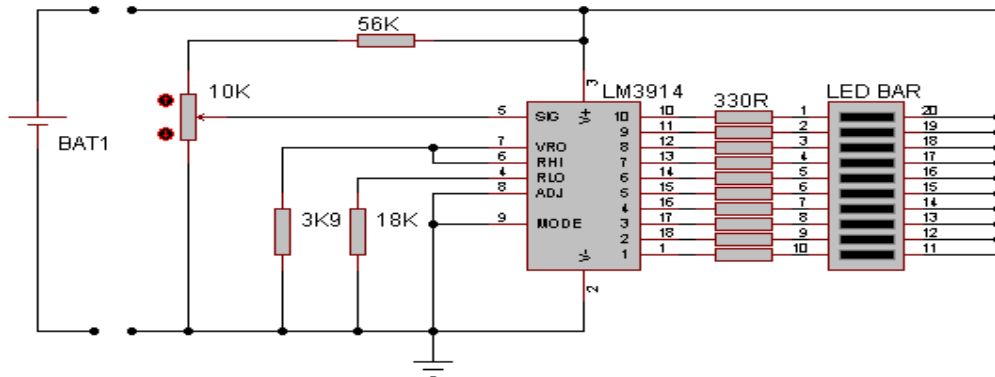 56K
10K
BAT1
3K9
18K
LM3914
330R
LED BAR
3
5 SIG V+ 10 10 1 20
9 11 2 19
7 VRO 8 12 3 18
6 RHI 7 13 4 17
4 RLO 6 14 5 16
8 ADJ 5 15 6 15
4 16 7 14
9 MODE 3 17 8 13
2 18 9 12
V- 1 1 10 11
2